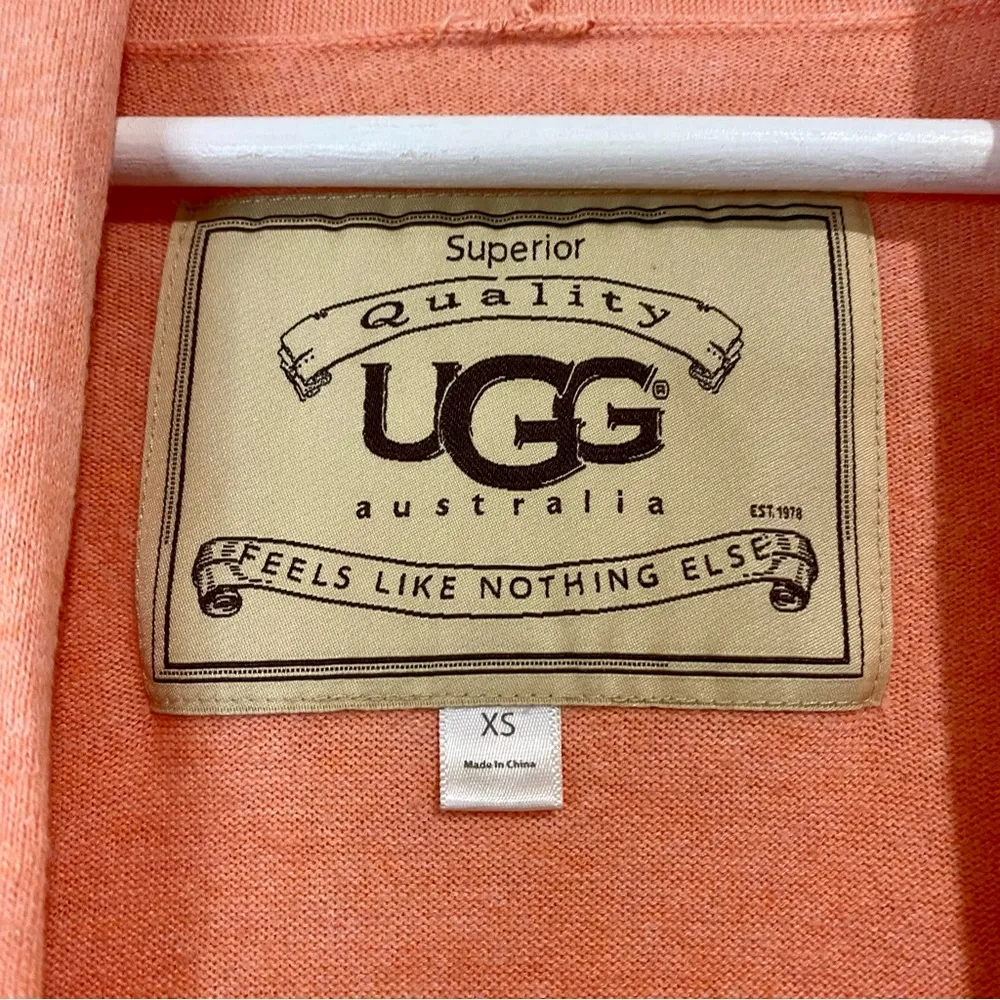 Superior
Quality
UGG®
australia
EST. 1978
FEELS LIKE NOTHING ELSE
XS
Made In China